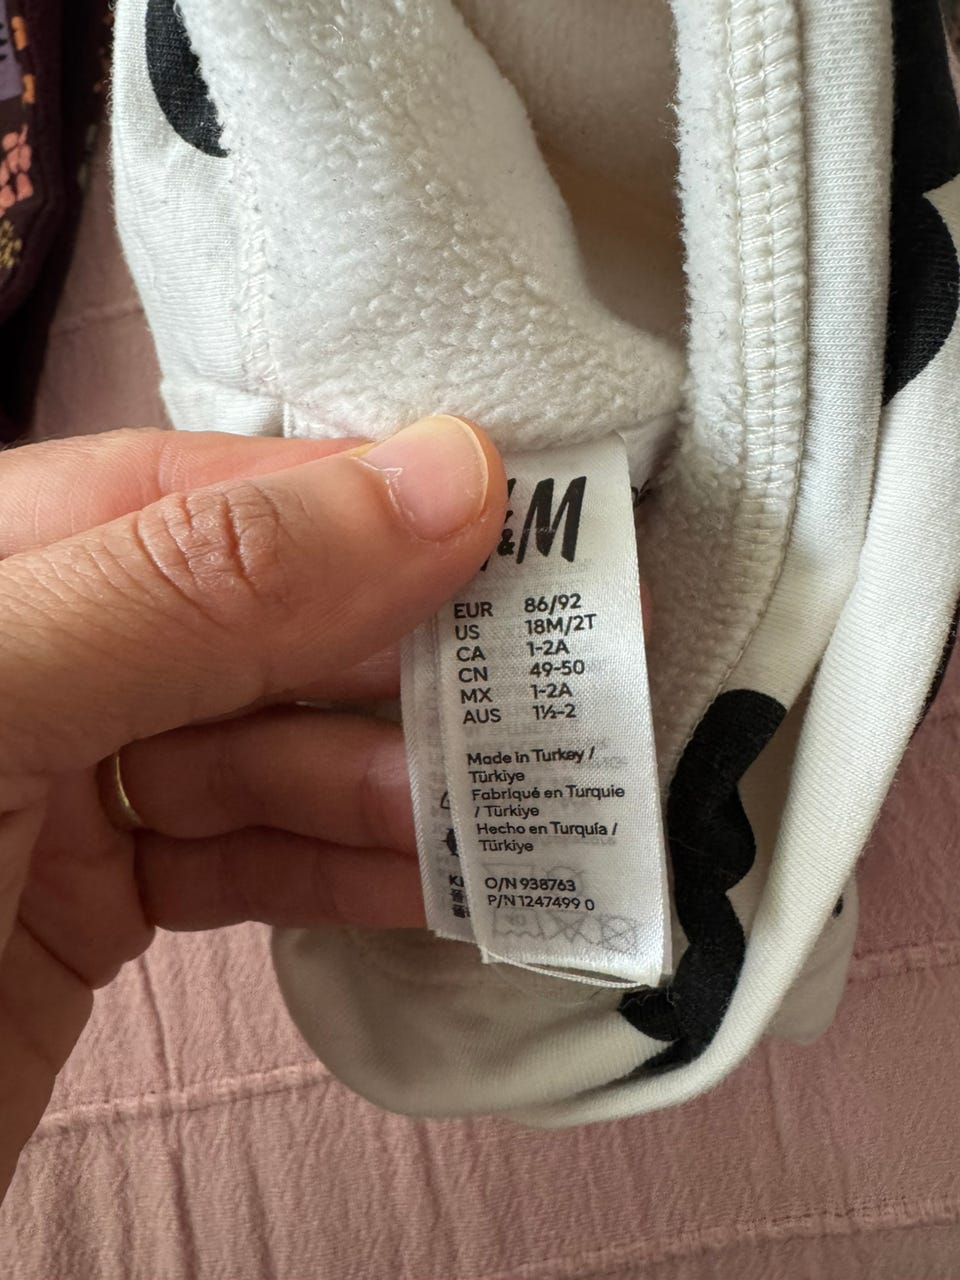 &M
EUR 86/92
US 18M/2T
CA 1-2A
CN 49-50
MX 1-2A
AUS 1½-2
Made in Turkey /
Türkiye
Fabriqué en Turquie
/ Türkiye
Hecho en Turquía /
Türkiye
O/N 938763
P/N 1247499 0